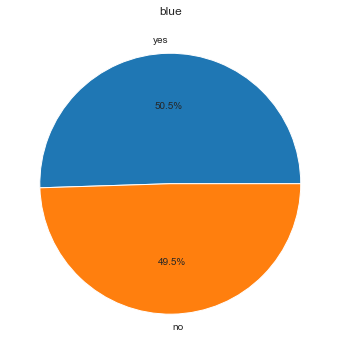 blue
yes
50.5%
49.5%
no